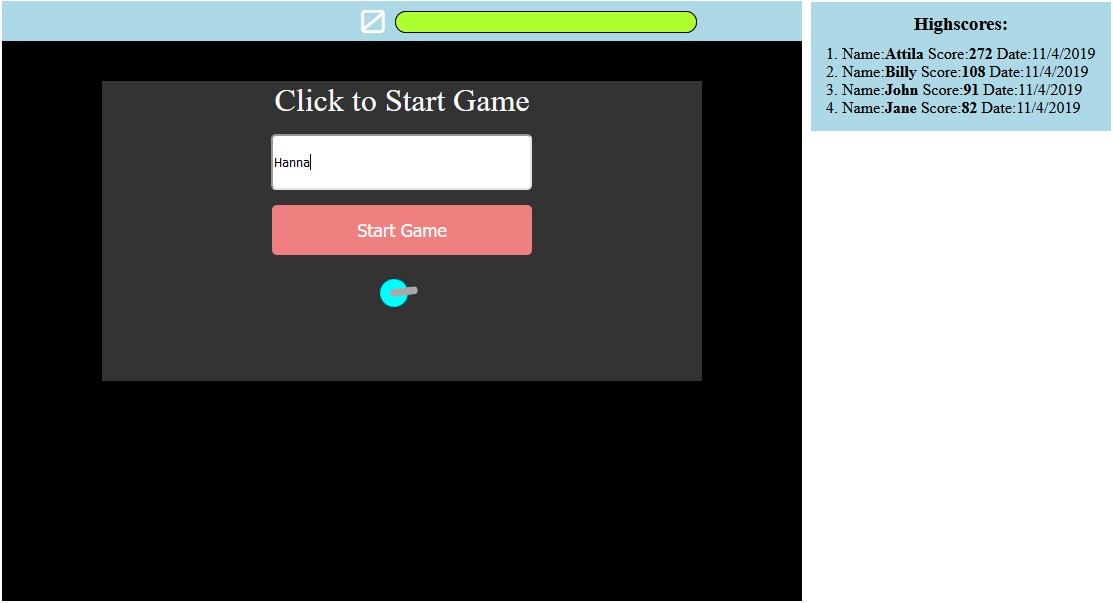 Click to Start Game
Hanna
Start Game
Highscores:
1. Name:Attila Score:272 Date:11/4/2019
2. Name:Billy Score:108 Date:11/4/2019
3. Name:John Score:91 Date:11/4/2019
4. Name:Jane Score:82 Date:11/4/2019